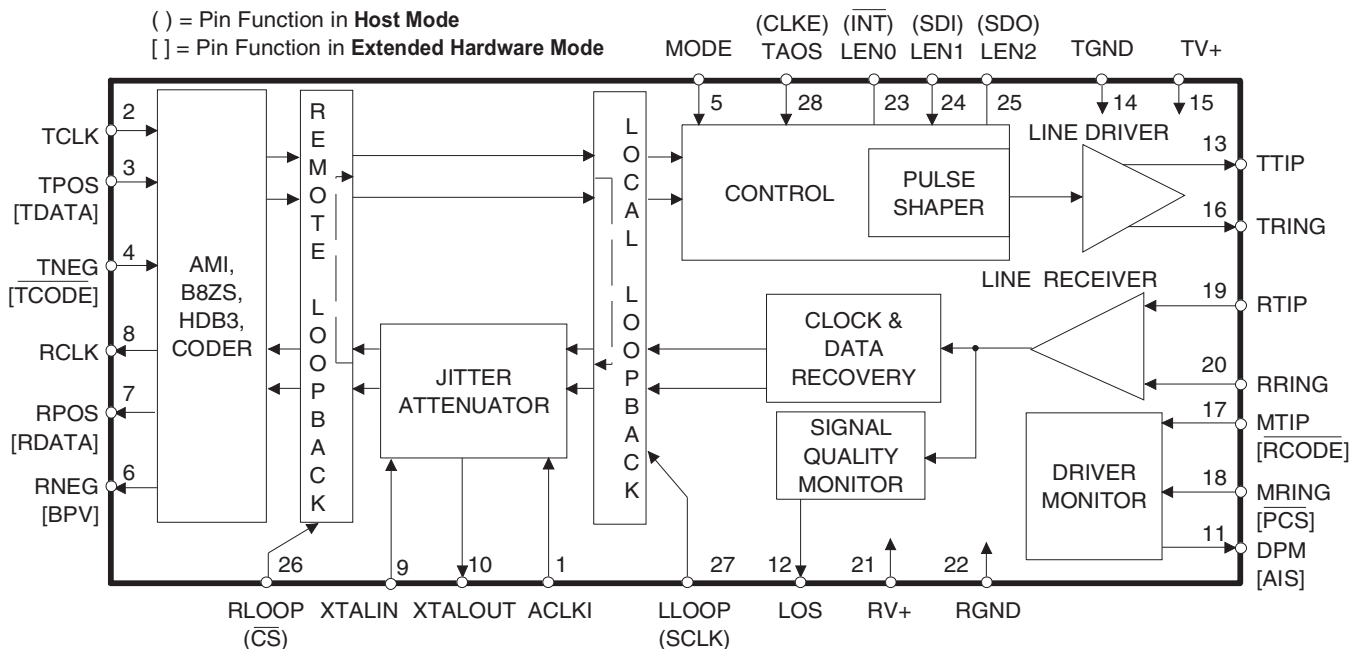 ( ) = Pin Function in Host Mode
[ ] = Pin Function in Extended Hardware Mode
MODE
(CLKE)
TAOS
(INT)
LEN0
(SDI)
LEN1
(SDO)
LEN2
TGND
TV+
5
28
23
24
25
14
15
2
TCLK
3
TPOS
[TDATA]
4
TNEG
[TCODE]
8
RCLK
7
RPOS
[RDATA]
6
RNEG
[BPV]
AMI,
B8ZS,
HDB3,
CODER
REMOTE LOOPBACK
JITTER
ATTENUATOR
LOCAL LOOPBACK
CONTROL
PULSE
SHAPER
LINE DRIVER
13
TTIP
16
TRING
LINE RECEIVER
19
RTIP
20
RRING
CLOCK &
DATA
RECOVERY
SIGNAL
QUALITY
MONITOR
DRIVER
MONITOR
17
MTIP
[RCODE]
18
MRING
[PCS]
11
DPM
[AIS]
26
9
10
1
27
12
21
22
RLOOP
(CS)
XTALIN
XTALOUT
ACLKI
LLOOP
(SCLK)
LOS
RV+
RGND